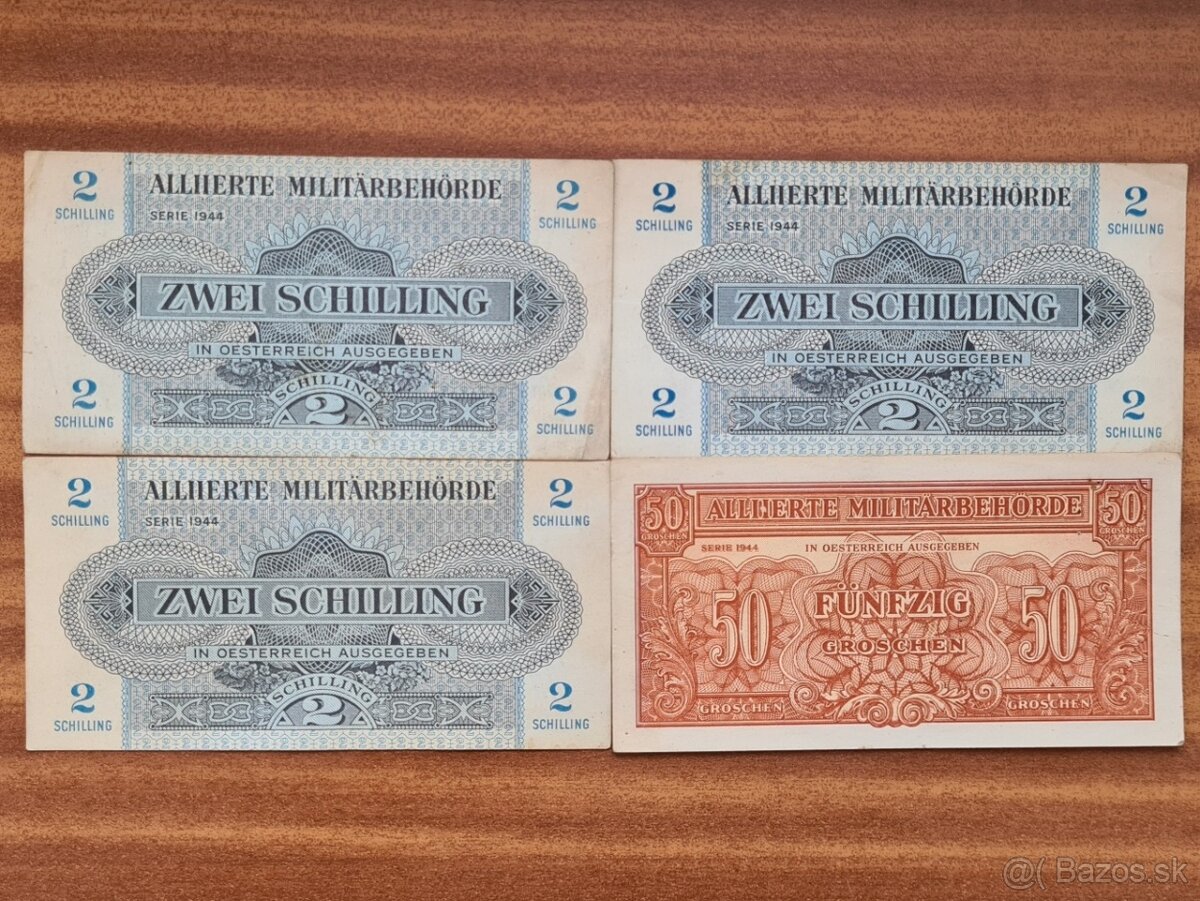 2 ALLIIERTE MILITÄRBEHÖRDE 2
SCHILLING SERIE 1944 SCHILLING
ZWEI SCHILLING
IN OESTERREICH AUSGEGEBEN
2 SCHILLING 2
SCHILLING 2 SCHILLING
2 ALLIIERTE MILITÄRBEHÖRDE 2
SCHILLING SERIE 1944 SCHILLING
ZWEI SCHILLING
IN OESTERREICH AUSGEGEBEN
2 SCHILLING 2
SCHILLING 2 SCHILLING
2 ALLIIERTE MILITÄRBEHÖRDE 2
SCHILLING SERIE 1944 SCHILLING
ZWEI SCHILLING
IN OESTERREICH AUSGEGEBEN
2 SCHILLING 2
SCHILLING 2 SCHILLING
50 ALLIIERTE MILITÄRBEHÖRDE 50
GROSCHEN GROSCHEN
SERIE 1944 IN OESTERREICH AUSGEGEBEN
50 FÜNFZIG 50
GROSCHEN
GROSCHEN GROSCHEN
@( Bazos.sk